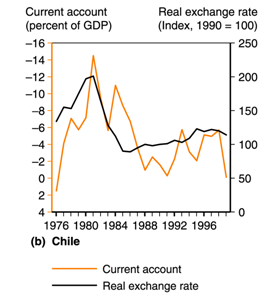 Current account Real exchange rate
(percent of GDP) (Index, 1990 = 100)
−16 250
−14
−12 200
−10
−8 150
−6
−4 100
−2
0 50
2
4 0
1976 1980 1984 1988 1992 1996
(b) Chile
Current account
Real exchange rate